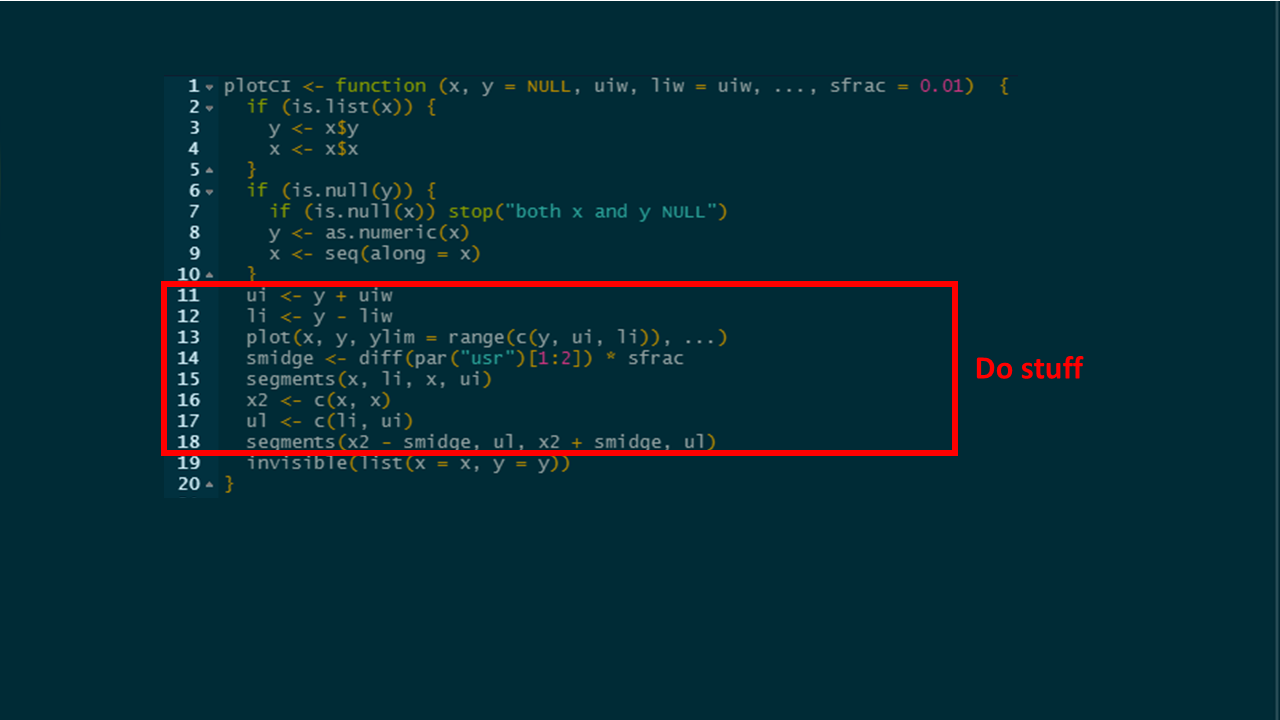 1 plotCI <- function (x, y = NULL, uiw, liw = uiw, ..., sfrac = 0.01)  {
2   if (is.list(x)) {
3     y <- x$y
4     x <- x$x
5   }
6   if (is.null(y)) {
7     if (is.null(x)) stop("both x and y NULL")
8     y <- as.numeric(x)
9     x <- seq(along = x)
10   }
11   ui <- y + uiw
12   li <- y - liw
13   plot(x, y, ylim = range(c(y, ui, li)), ...)
14   smidge <- diff(par("usr")[1:2]) * sfrac
15   segments(x, li, x, ui)
16   x2 <- c(x, x)
17   ul <- c(li, ui)
18   segments(x2 - smidge, ul, x2 + smidge, ul)
19   invisible(list(x = x, y = y))
20 }
Do stuff